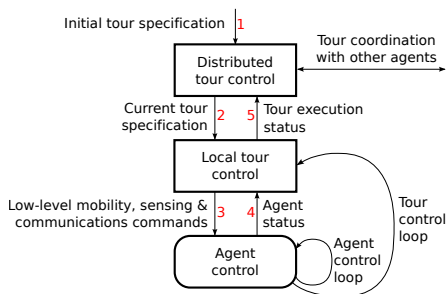 Initial tour specification
1
Distributed
tour control
Tour coordination
with other agents
Current tour
specification
2
5
Tour execution
status
Local tour
control
Low-level mobility, sensing &
communications commands
3
4
Agent
status
Tour
control
loop
Agent
control
Agent
control
loop